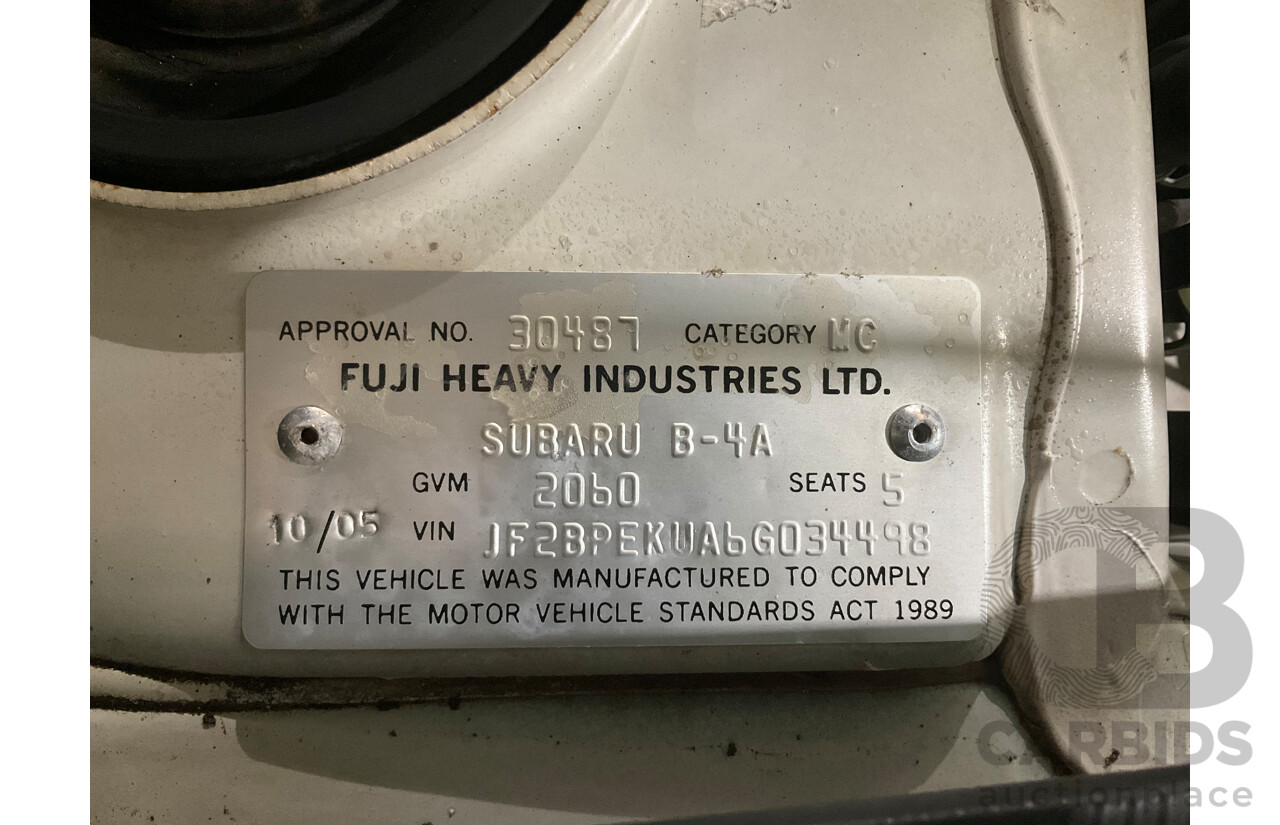 APPROVAL NO. 30487 CATEGORY MC
FUJI HEAVY INDUSTRIES LTD.
SUBARU B-4A
GVM 2060 SEATS 5
10/05 VIN JF2BPEKUA6G034498
THIS VEHICLE WAS MANUFACTURED TO COMPLY
WITH THE MOTOR VEHICLE STANDARDS ACT 1989
CARBIDS
auctionplace